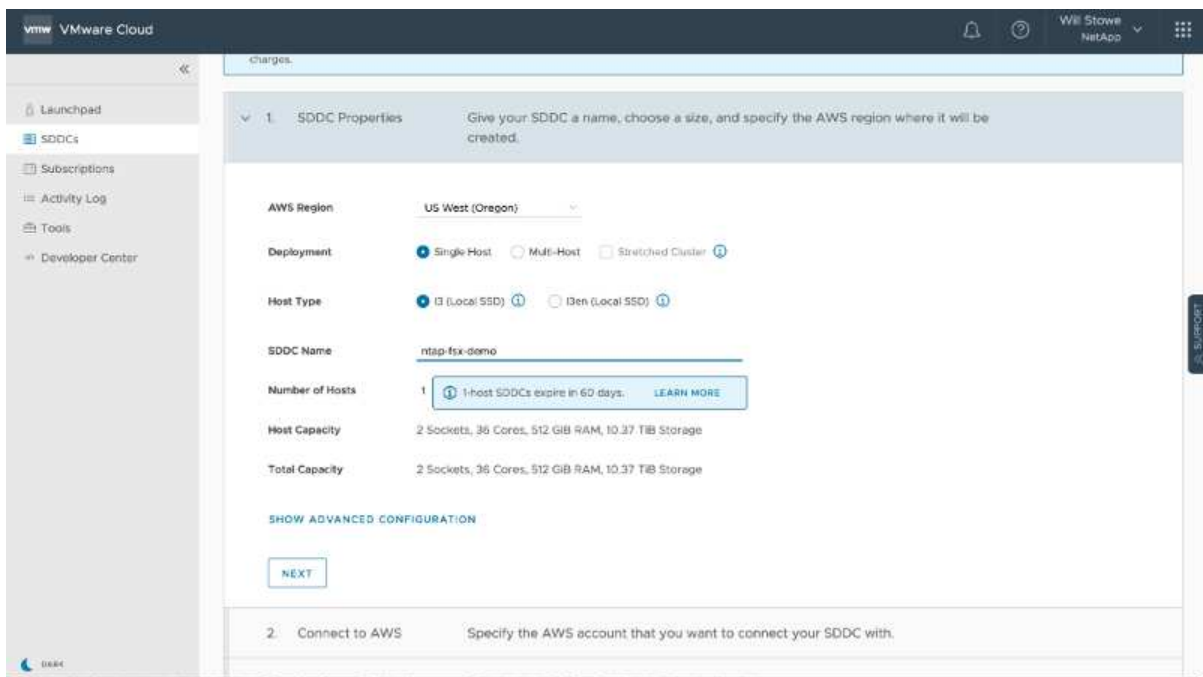 vmw VMware Cloud
Will Stowe
NetApp
charges.
Launchpad
SDDCs
Subscriptions
Activity Log
Tools
Developer Center
1. SDDC Properties Give your SDDC a name, choose a size, and specify the AWS region where it will be
created.
AWS Region US West (Oregon)
Deployment Single Host Multi-Host Stretched Cluster
Host Type I3 (Local SSD) I3en (Local SSD)
SDDC Name ntap-fsx-demo
Number of Hosts 1 1-host SDDCs expire in 60 days. LEARN MORE
Host Capacity 2 Sockets, 36 Cores, 512 GiB RAM, 10.37 TiB Storage
Total Capacity 2 Sockets, 36 Cores, 512 GiB RAM, 10.37 TiB Storage
SHOW ADVANCED CONFIGURATION
NEXT
2. Connect to AWS Specify the AWS account that you want to connect your SDDC with.
SUPPORT
DARK